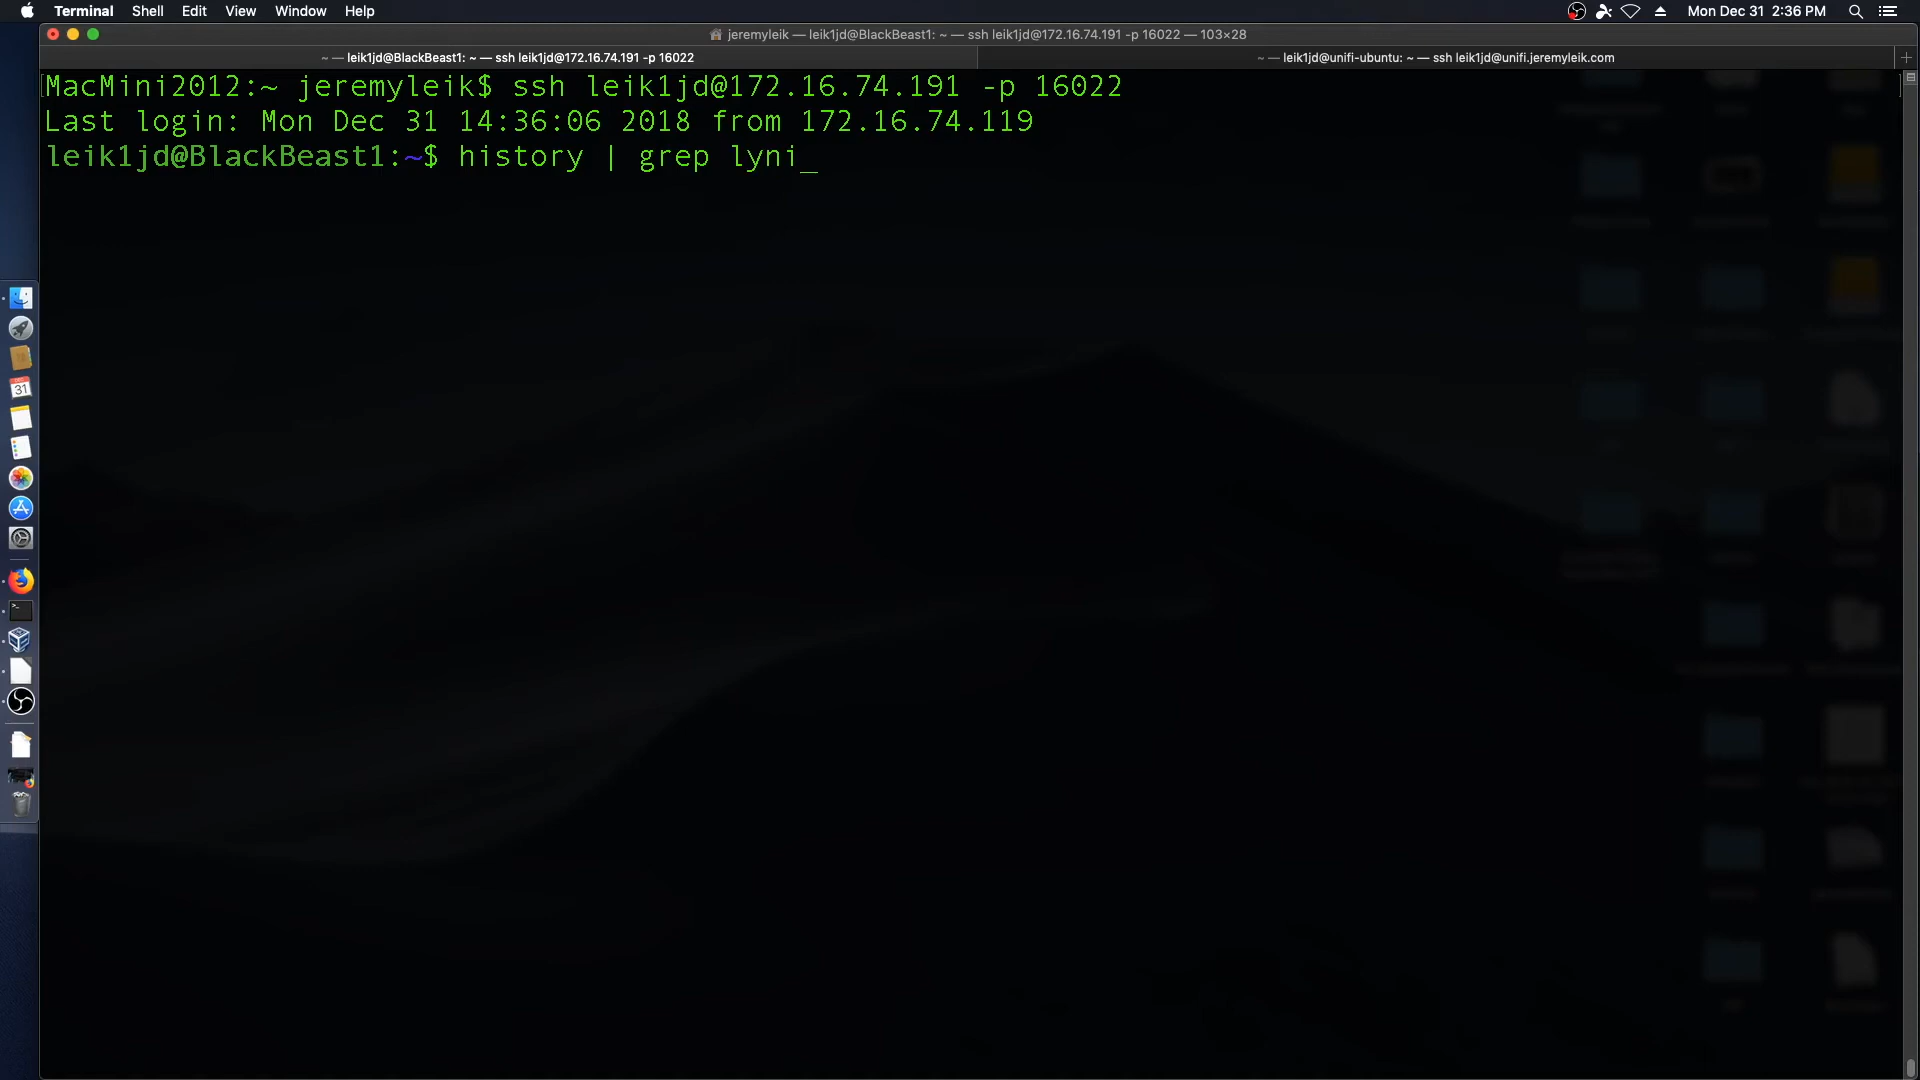 Terminal Shell Edit View Window Help Mon Dec 31 2:36 PM
jeremyleik — leik1jd@BlackBeast1: ~ — ssh leik1jd@172.16.74.191 -p 16022 — 103×28
~ — leik1jd@BlackBeast1: ~ — ssh leik1jd@172.16.74.191 -p 16022
~ — leik1jd@unifi-ubuntu: ~ — ssh leik1jd@unifi.jeremyleik.com
MacMini2012:~ jeremyleik$ ssh leik1jd@172.16.74.191 -p 16022
Last login: Mon Dec 31 14:36:06 2018 from 172.16.74.119
leik1jd@BlackBeast1:~$ history | grep lyni_
31